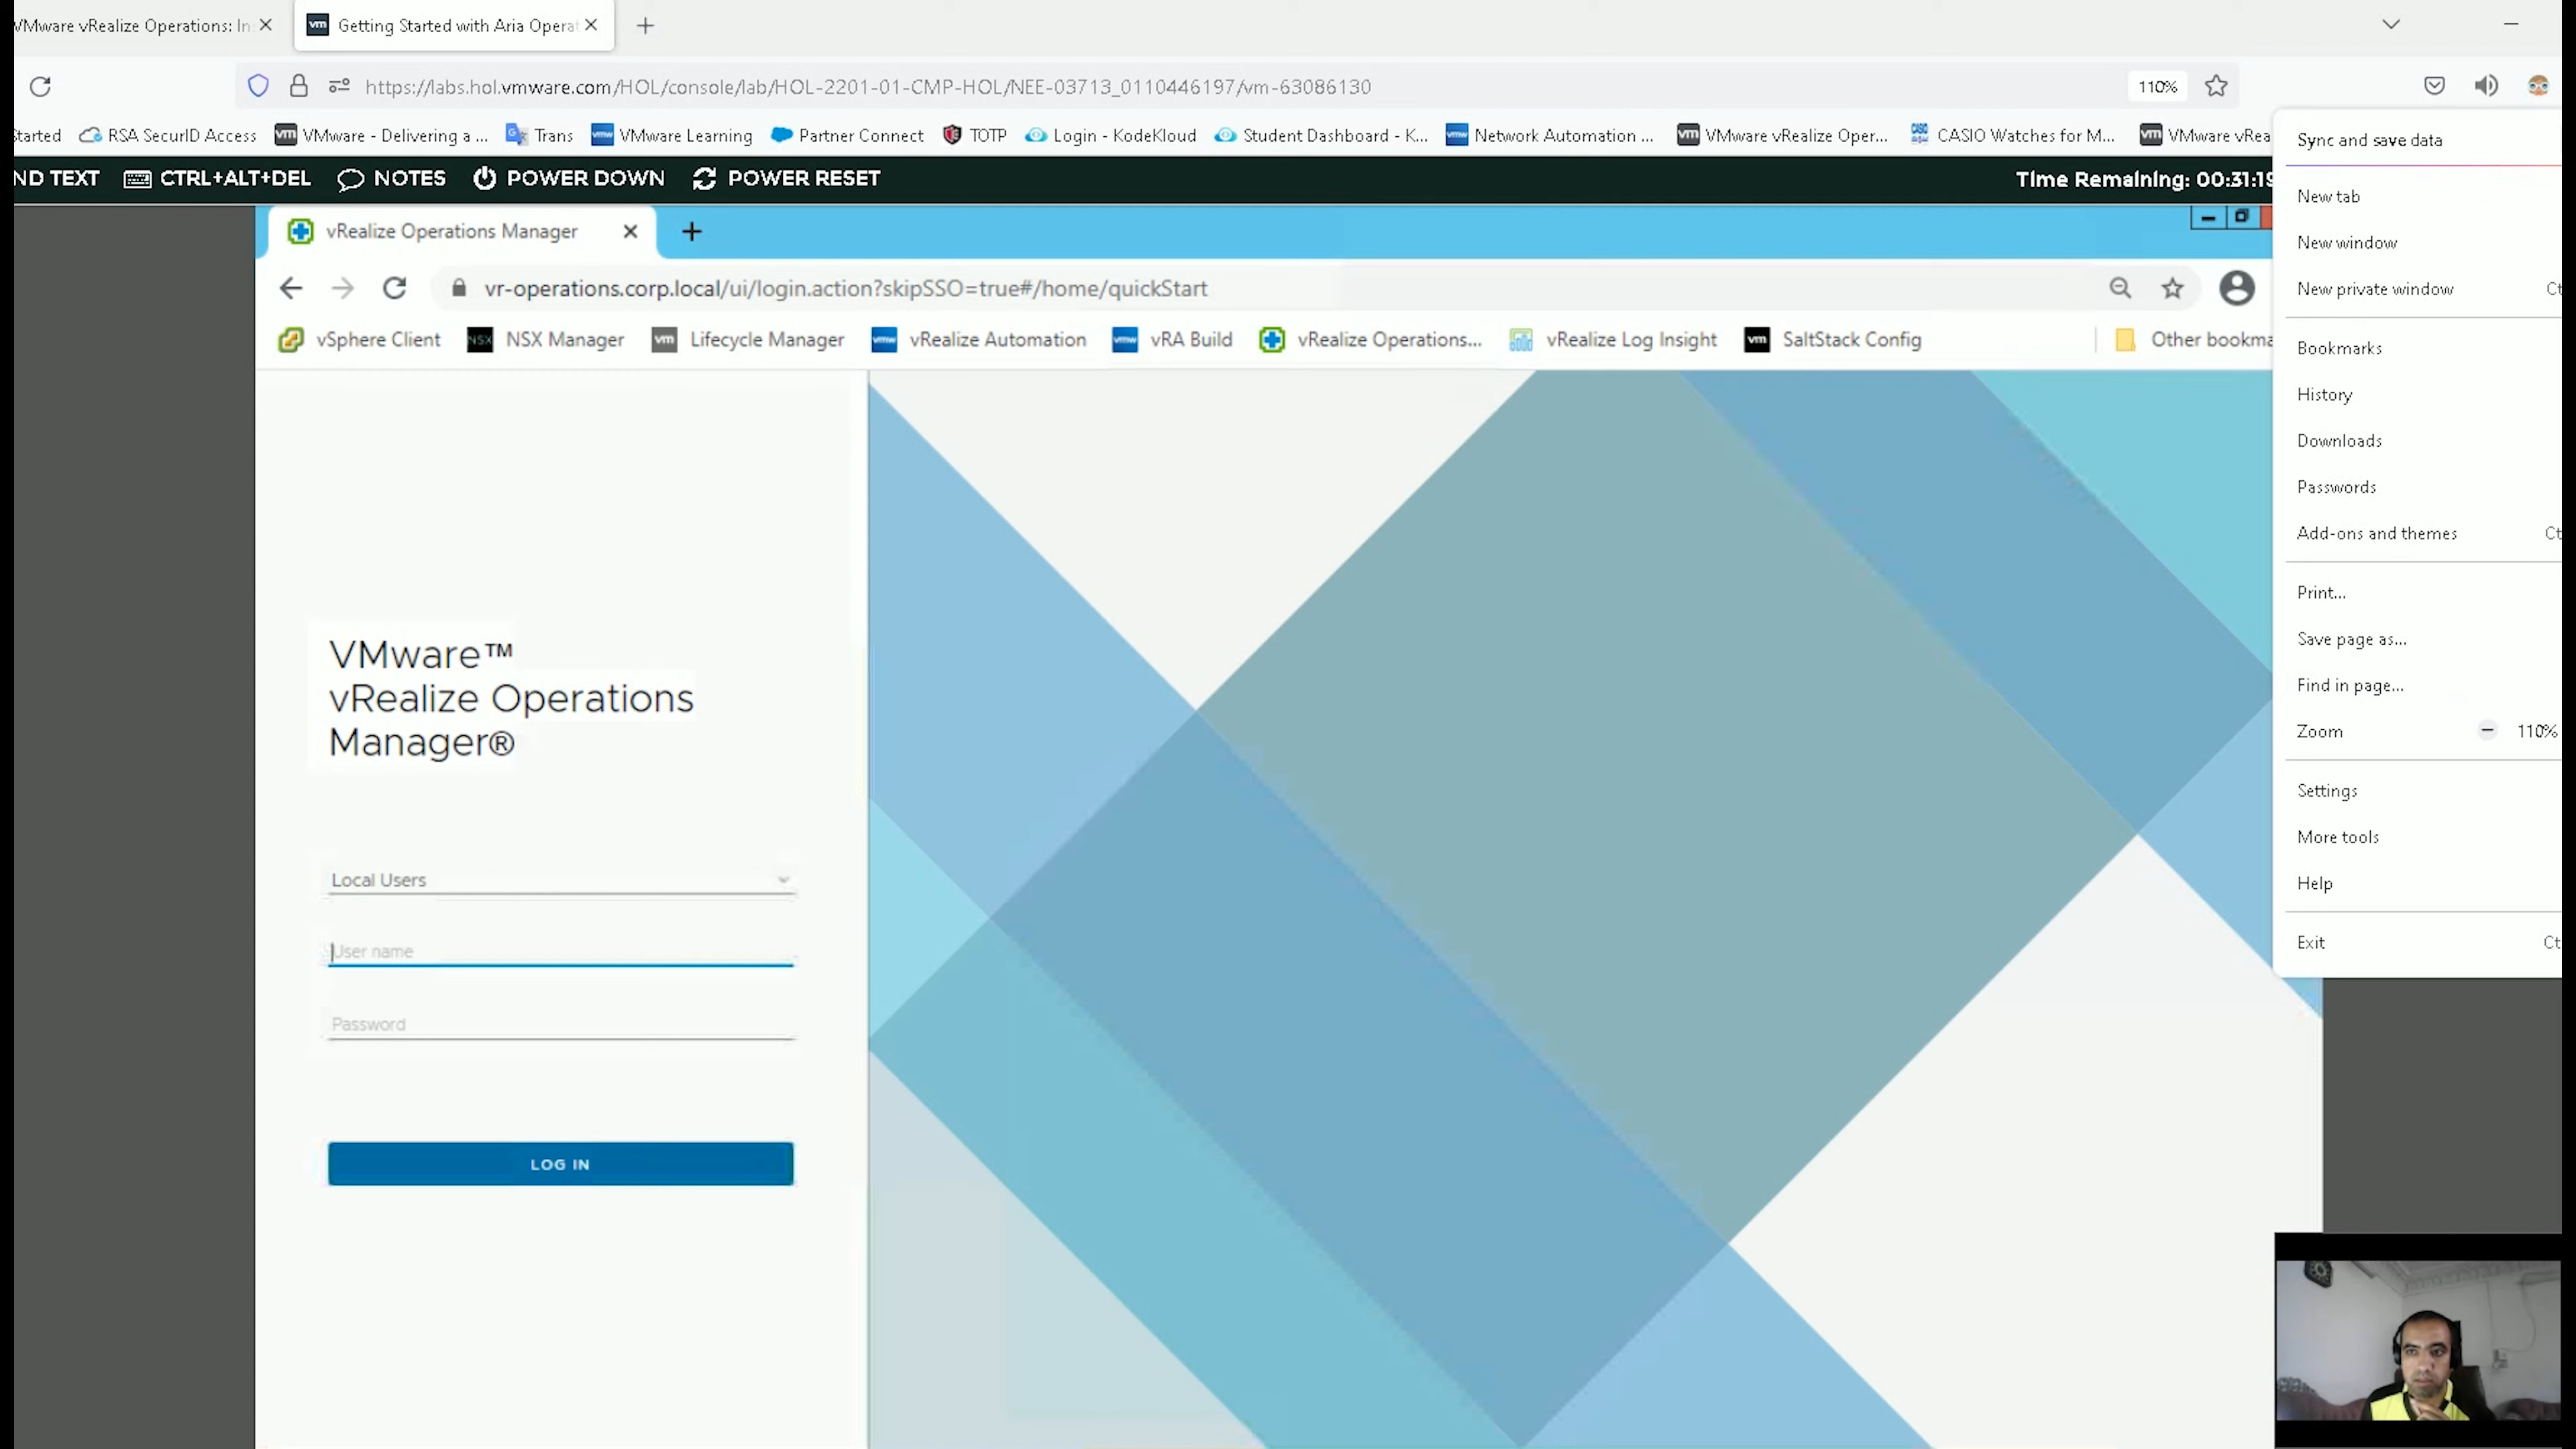 VMware vRealize Operations: In
Getting Started with Aria Operat
https://labs.hol.vmware.com/HOL/console/lab/HOL-2201-01-CMP-HOL/NEE-03713_0110446197/vm-63086130
110%
Started
RSA SecurID Access
VMware - Delivering a ...
Trans
VMware Learning
Partner Connect
TOTP
Login - KodeKloud
Student Dashboard - K...
Network Automation ...
VMware vRealize Oper...
CASIO Watches for M...
VMware vRea
ND TEXT
CTRL+ALT+DEL
NOTES
POWER DOWN
POWER RESET
Time Remaining: 00:31:19
vRealize Operations Manager
vr-operations.corp.local/ui/login.action?skipSSO=true#/home/quickStart
vSphere Client
NSX Manager
Lifecycle Manager
vRealize Automation
vRA Build
vRealize Operations...
vRealize Log Insight
SaltStack Config
Other bookma
VMware™
vRealize Operations
Manager®
Local Users
User name
Password
LOG IN
Sync and save data
New tab
New window
New private window Ct
Bookmarks
History
Downloads
Passwords
Add-ons and themes Ct
Print...
Save page as...
Find in page...
Zoom − 110%
Settings
More tools
Help
Exit Ct